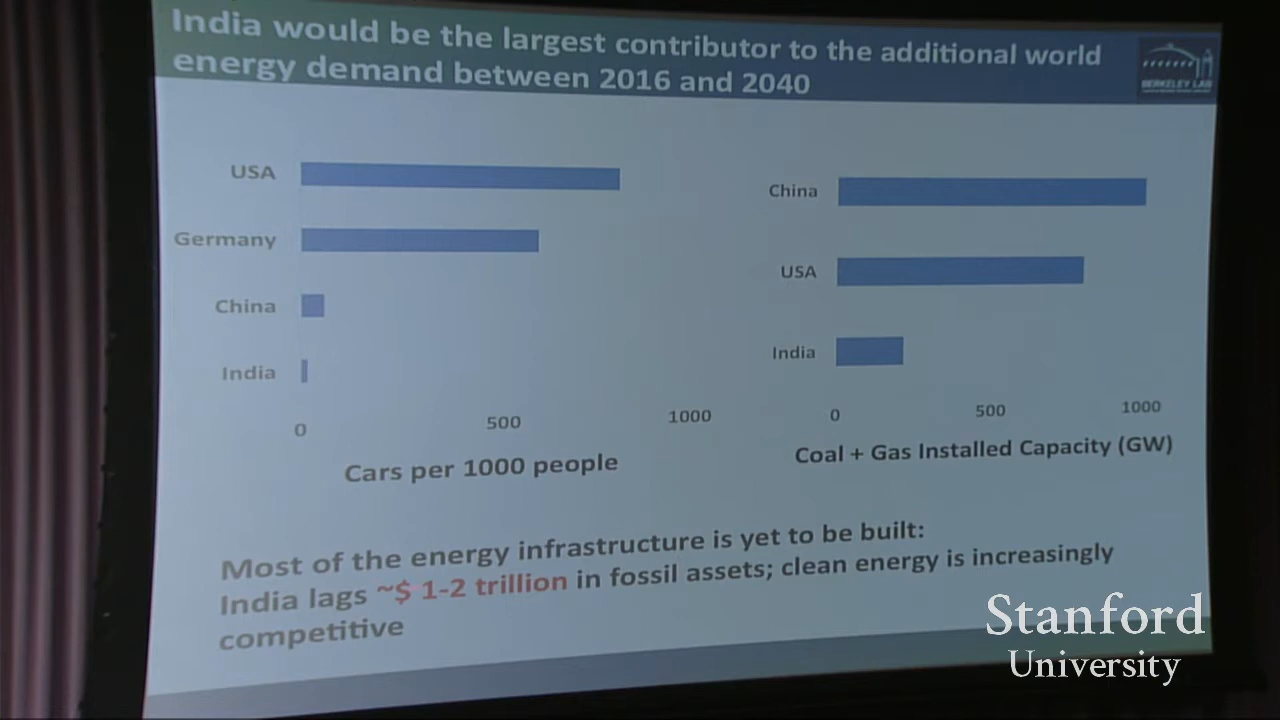 India would be the largest contributor to the additional world
energy demand between 2016 and 2040
BERKELEY LAB
USA
Germany
China
India
0
500
1000
Cars per 1000 people
China
USA
India
0
500
1000
Coal + Gas Installed Capacity (GW)
Most of the energy infrastructure is yet to be built:
India lags ~$ 1-2 trillion in fossil assets; clean energy is increasingly
competitive
Stanford
University